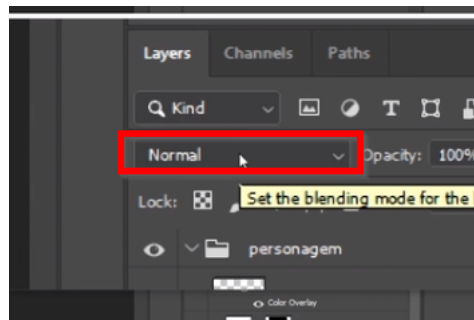 Layers Channels Paths
Kind T
Normal Opacity: 100%
Lock: Set the blending mode for the
personagem
Color Overlay